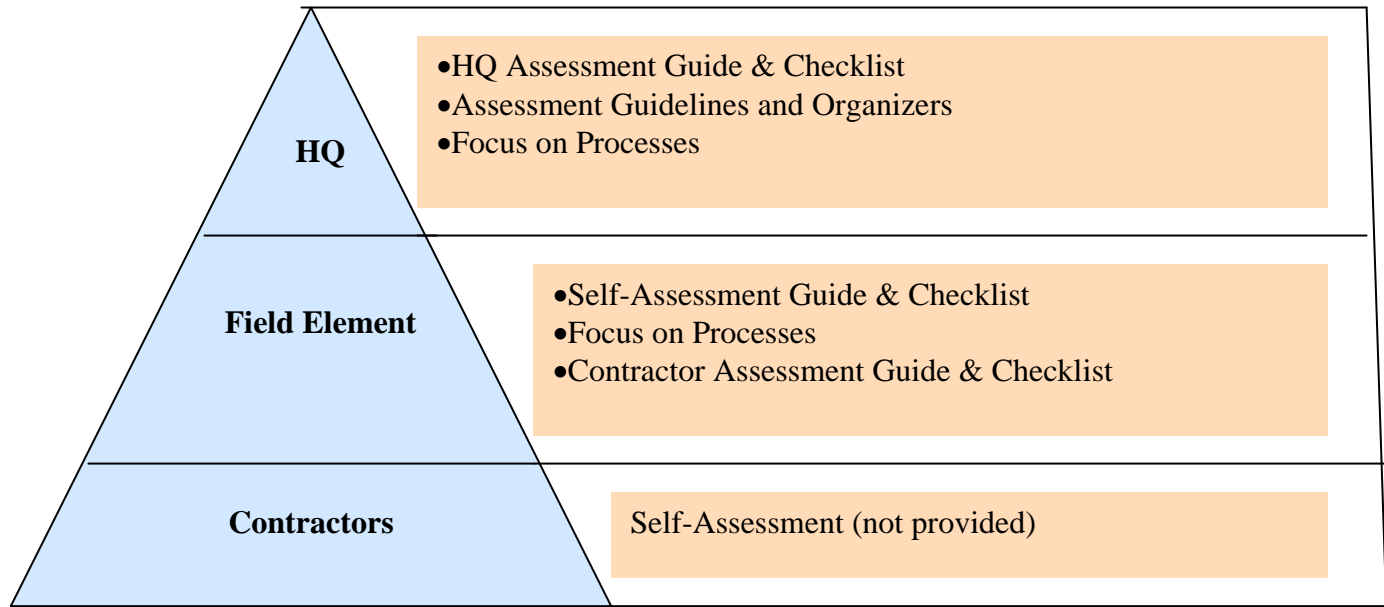 HQ
•HQ Assessment Guide & Checklist
•Assessment Guidelines and Organizers
•Focus on Processes
Field Element
•Self-Assessment Guide & Checklist
•Focus on Processes
•Contractor Assessment Guide & Checklist
Contractors
Self-Assessment (not provided)